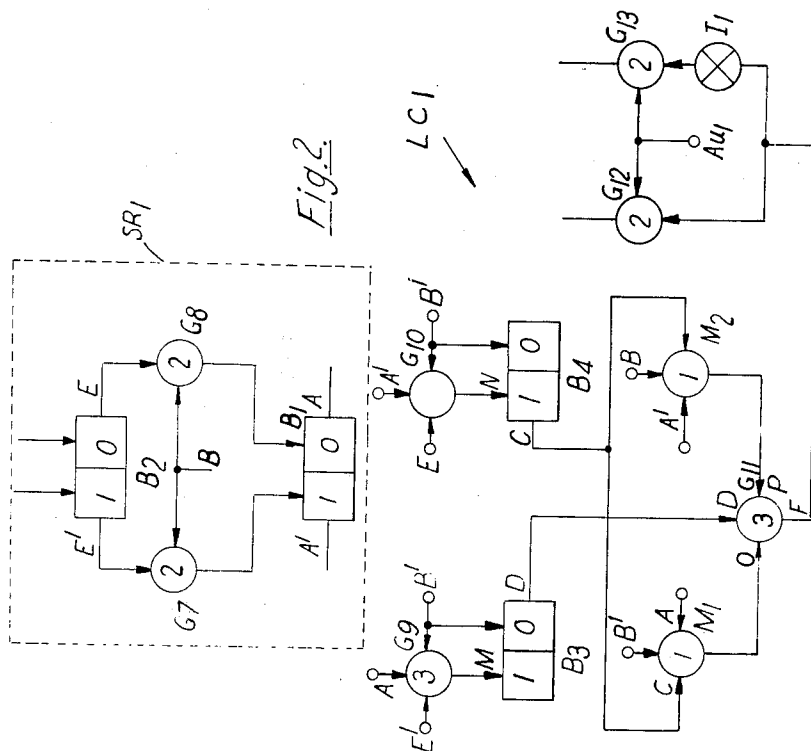 SR1
E' 1 0 E
G7 2 B2 2 G8
B
B1
A' 1 0 A
Fig. 2.
LC1
A A'
E' 3 G9 B' E G10 B'
M N
1 0 D C 1 0
B3 B4
B' B
C 1 A A' 1
M1 M2
D G11
O 3 P
F
G12 G13
2 2
Au1 I1